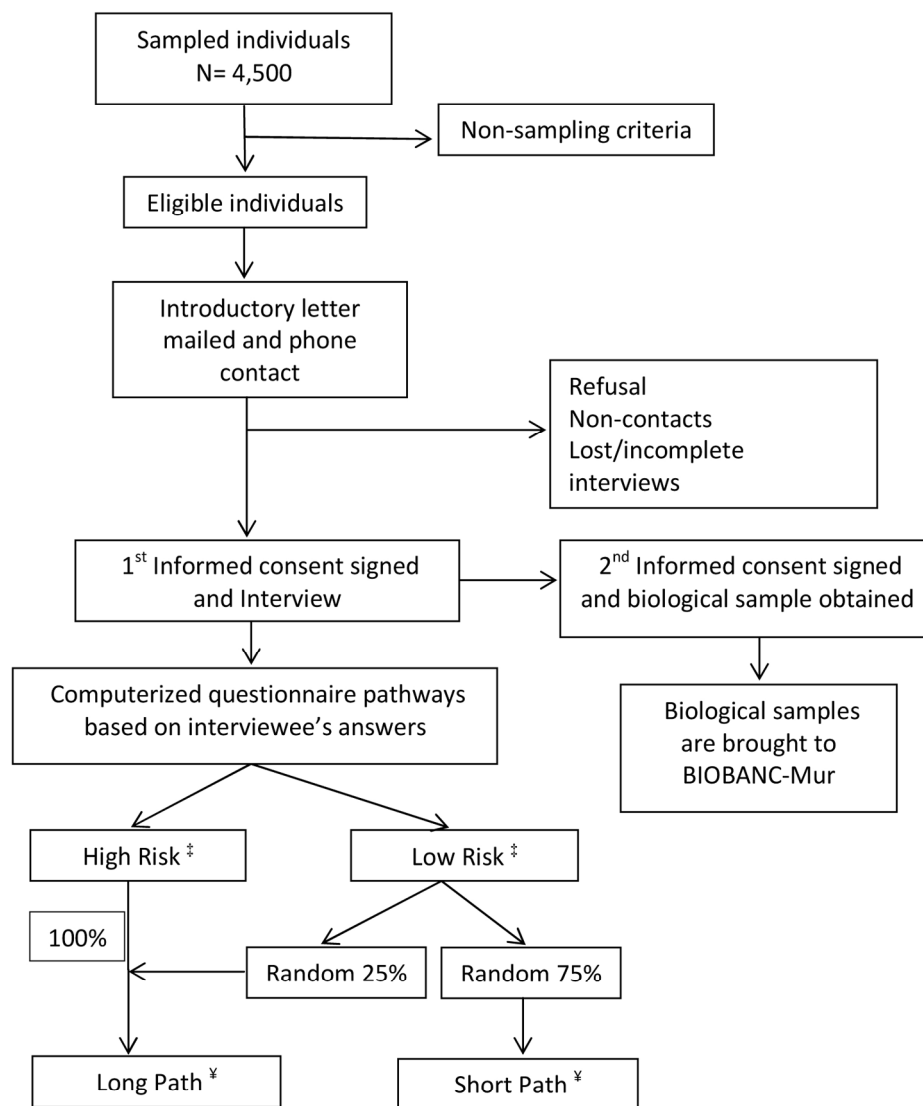 Sampled individuals
N= 4,500
Non-sampling criteria
Eligible individuals
Introductory letter
mailed and phone
contact
Refusal
Non-contacts
Lost/incomplete
interviews
1st Informed consent signed
and Interview
2nd Informed consent signed
and biological sample obtained
Computerized questionnaire pathways
based on interviewee’s answers
Biological samples
are brought to
BIOBANC-Mur
High Risk ‡
Low Risk ‡
100%
Random 25%
Random 75%
Long Path ¥
Short Path ¥